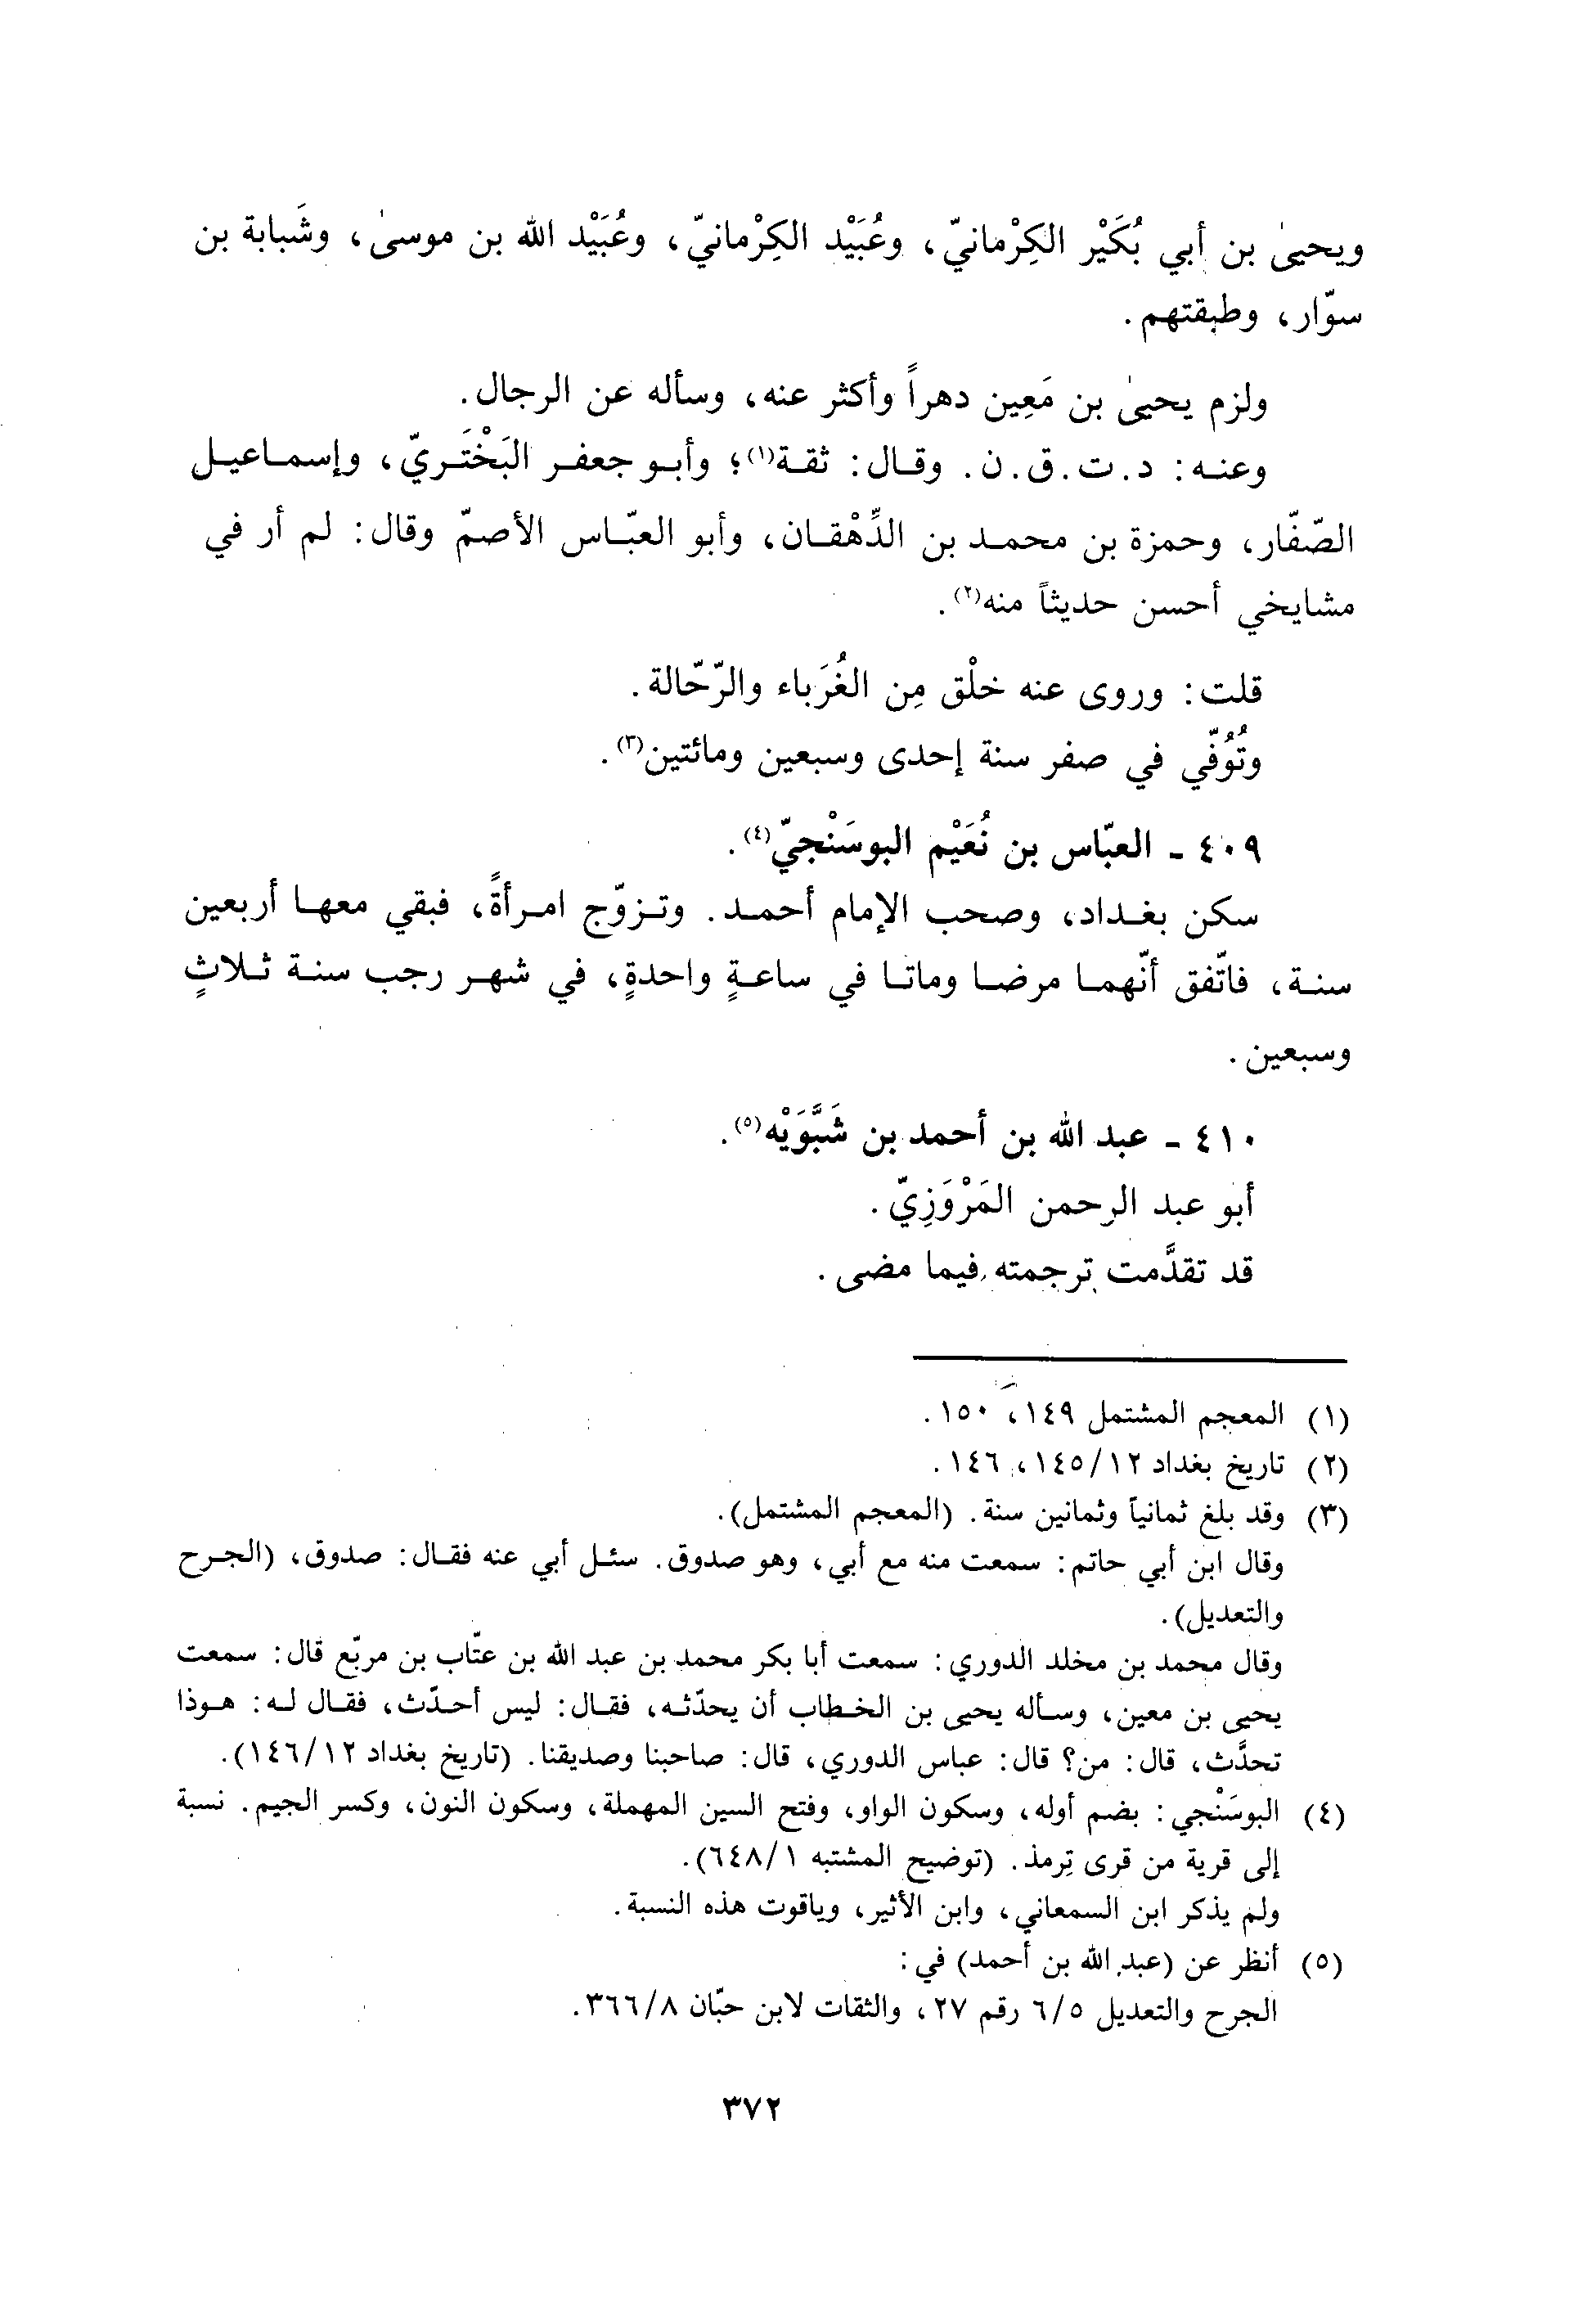 ويحيىٰ بن أبي بُكَيْر الكِرْمانيّ، وعُبَيْد الكِرْمانيّ، وعُبَيْد الله بن موسىٰ، وشَبابة بن
سوّار، وطبقتهم.
ولزم يحيىٰ بن مَعِين دهراً وأكثر عنه، وسأله عن الرجال.
وعنه: د.ت.ق.ن. وقال: ثقة(١)؛ وأبو جعفر البَخْتَريّ، وإسماعيل
الصّفّار، وحمزة بن محمد بن الدِّهْقان، وأبو العبّاس الأصمّ وقال: لم أر في
مشايخي أحسن حديثاً منه(٢).
قلت: وروى عنه خلْق مِن الغُرَباء والرّحّالة.
وتُوُفّي في صفر سنة إحدى وسبعين ومائتين(٣).
٤٠٩ - العبّاس بن نُعَيْم البوسَنْجيّ(٤).
سكن بغداد، وصحب الإمام أحمد. وتزوّج امرأةً، فبقي معها أربعين
سنة، فاتّفق أنّهما مرضا وماتا في ساعةٍ واحدةٍ، في شهر رجب سنة ثلاثٍ
وسبعين.
٤١٠ - عبد الله بن أحمد بن شَبَّوَيْه(٥).
أبو عبد الرحمن المَرْوَزِيّ.
قد تقدَّمت ترجمته فيما مضى.
(١) المعجم المشتمل ١٤٩، ١٥٠.
(٢) تاريخ بغداد ١٤٥/١٢، ١٤٦.
(٣) وقد بلغ ثمانياً وثمانين سنة. (المعجم المشتمل).
وقال ابن أبي حاتم: سمعت منه مع أبي، وهو صدوق. سئل أبي عنه فقال: صدوق، (الجرح
والتعديل).
وقال محمد بن مخلد الدوري: سمعت أبا بكر محمد بن عبد الله بن عتّاب بن مربّع قال: سمعت
يحيى بن معين، وسأله يحيى بن الخطاب أن يحدّثه، فقال: ليس أحدّث، فقال له: هوذا
تحدَّث، قال: من؟ قال: عباس الدوري، قال: صاحبنا وصديقنا. (تاريخ بغداد ١٤٦/١٢).
(٤) البوسَنْجي: بضم أوله، وسكون الواو، وفتح السين المهملة، وسكون النون، وكسر الجيم. نسبة
إلى قرية من قرى تِرمذ. (توضيح المشتبه ٦٤٨/١).
ولم يذكر ابن السمعاني، وابن الأثير، وياقوت هذه النسبة.
(٥) أنظر عن (عبد الله بن أحمد) في:
الجرح والتعديل ٦/٥ رقم ٢٧، والثقات لابن حبّان ٣٦٦/٨.
٣٧٢